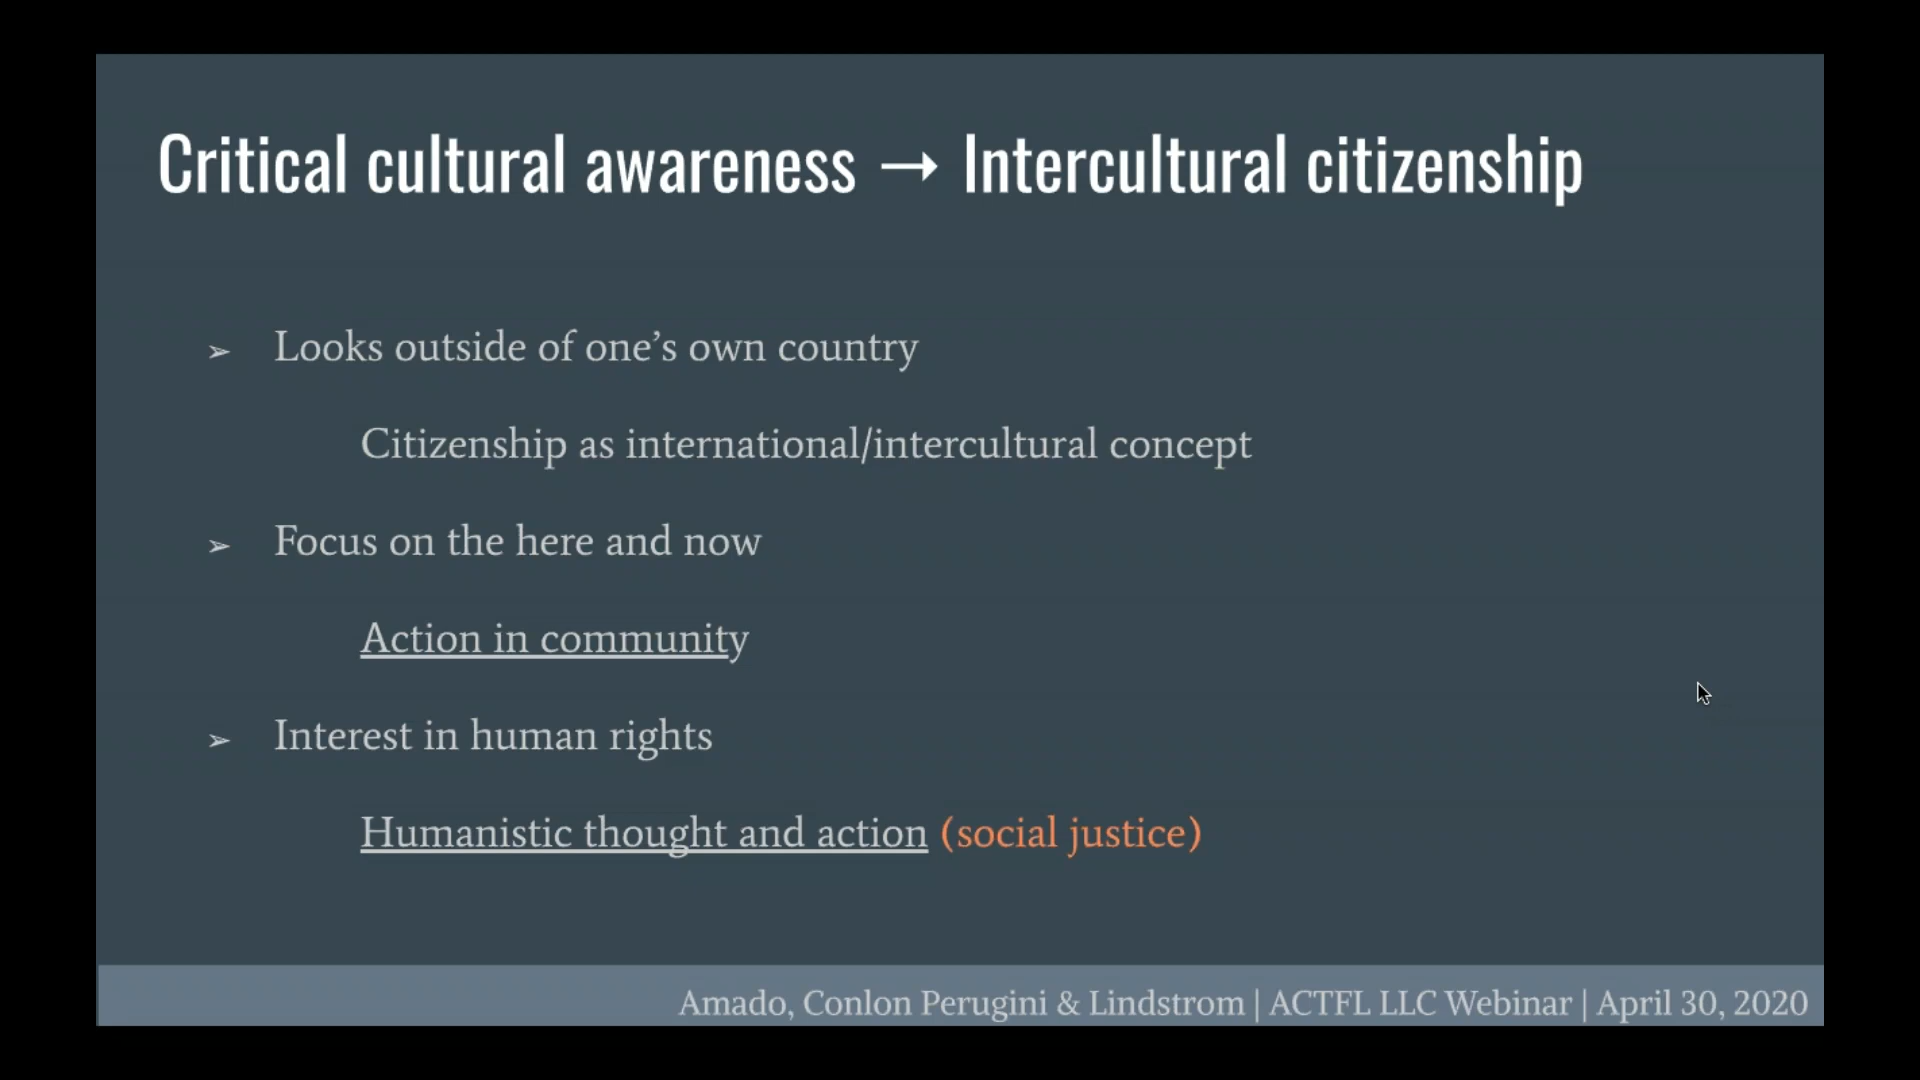 Critical cultural awareness → Intercultural citizenship
➢ Looks outside of one’s own country
Citizenship as international/intercultural concept
➢ Focus on the here and now
Action in community
➢ Interest in human rights
Humanistic thought and action (social justice)
Amado, Conlon Perugini & Lindstrom | ACTFL LLC Webinar | April 30, 2020